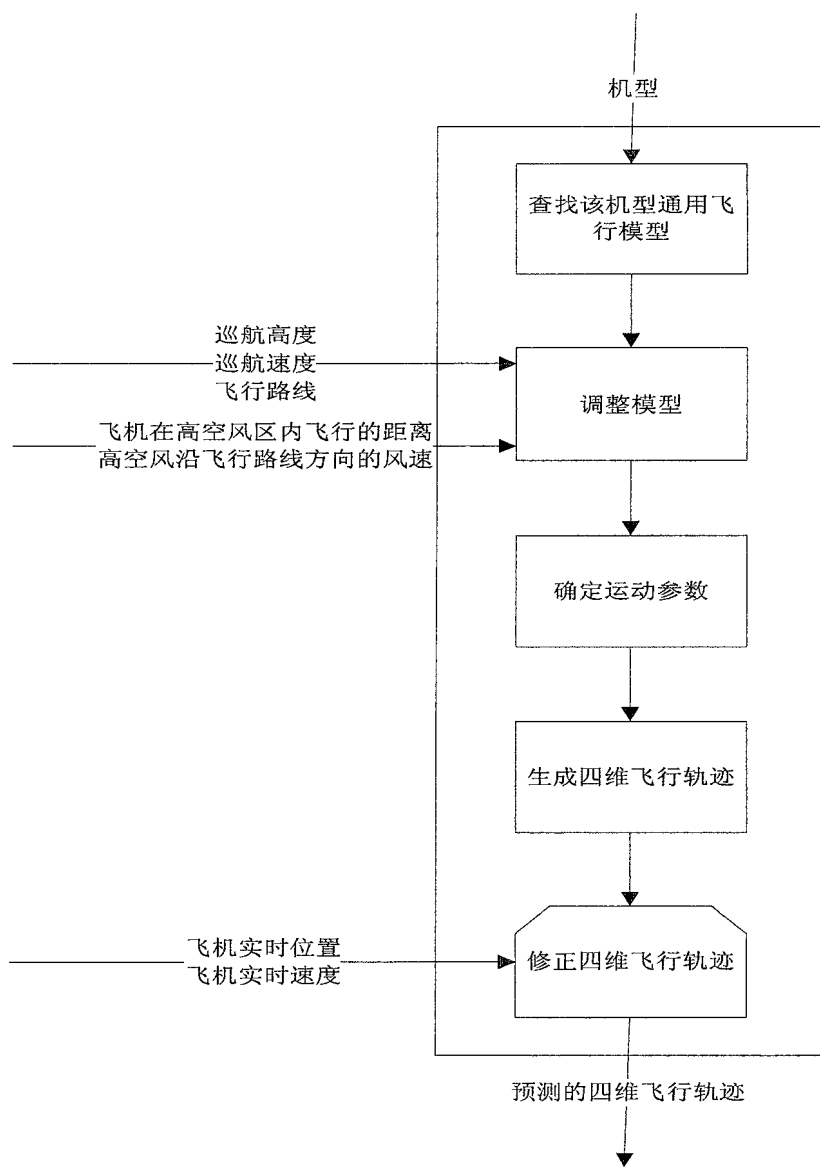 机型
查找该机型通用飞
行模型
巡航高度
巡航速度
飞行路线
调整模型
飞机在高空风区内飞行的距离
高空风沿飞行路线方向的风速
确定运动参数
生成四维飞行轨迹
飞机实时位置
飞机实时速度
修正四维飞行轨迹
预测的四维飞行轨迹